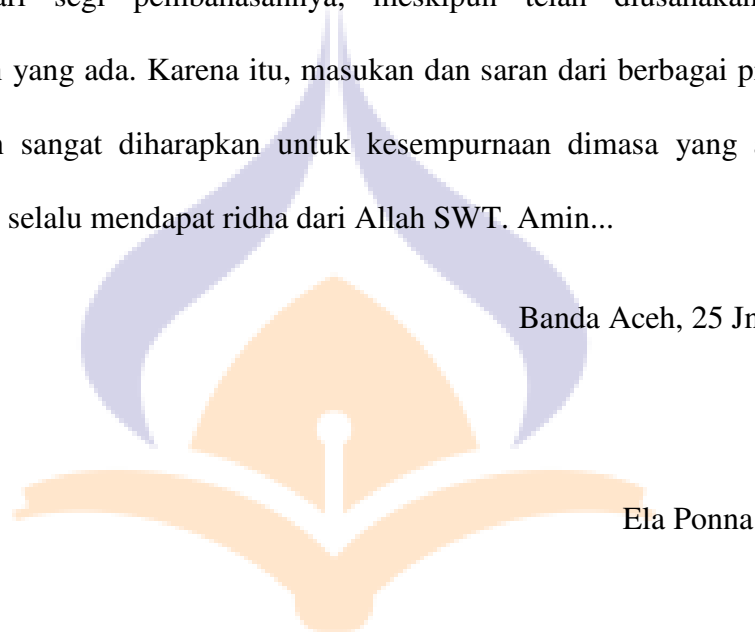 segi pembahasannya, meskipun telah diusahakan
yang ada. Karena itu, masukan dan saran dari berbagai
sangat diharapkan untuk kesempurnaan dimasa yang
selalu mendapat ridha dari Allah SWT. Amin...
Banda Aceh, 25
Ela Ponna